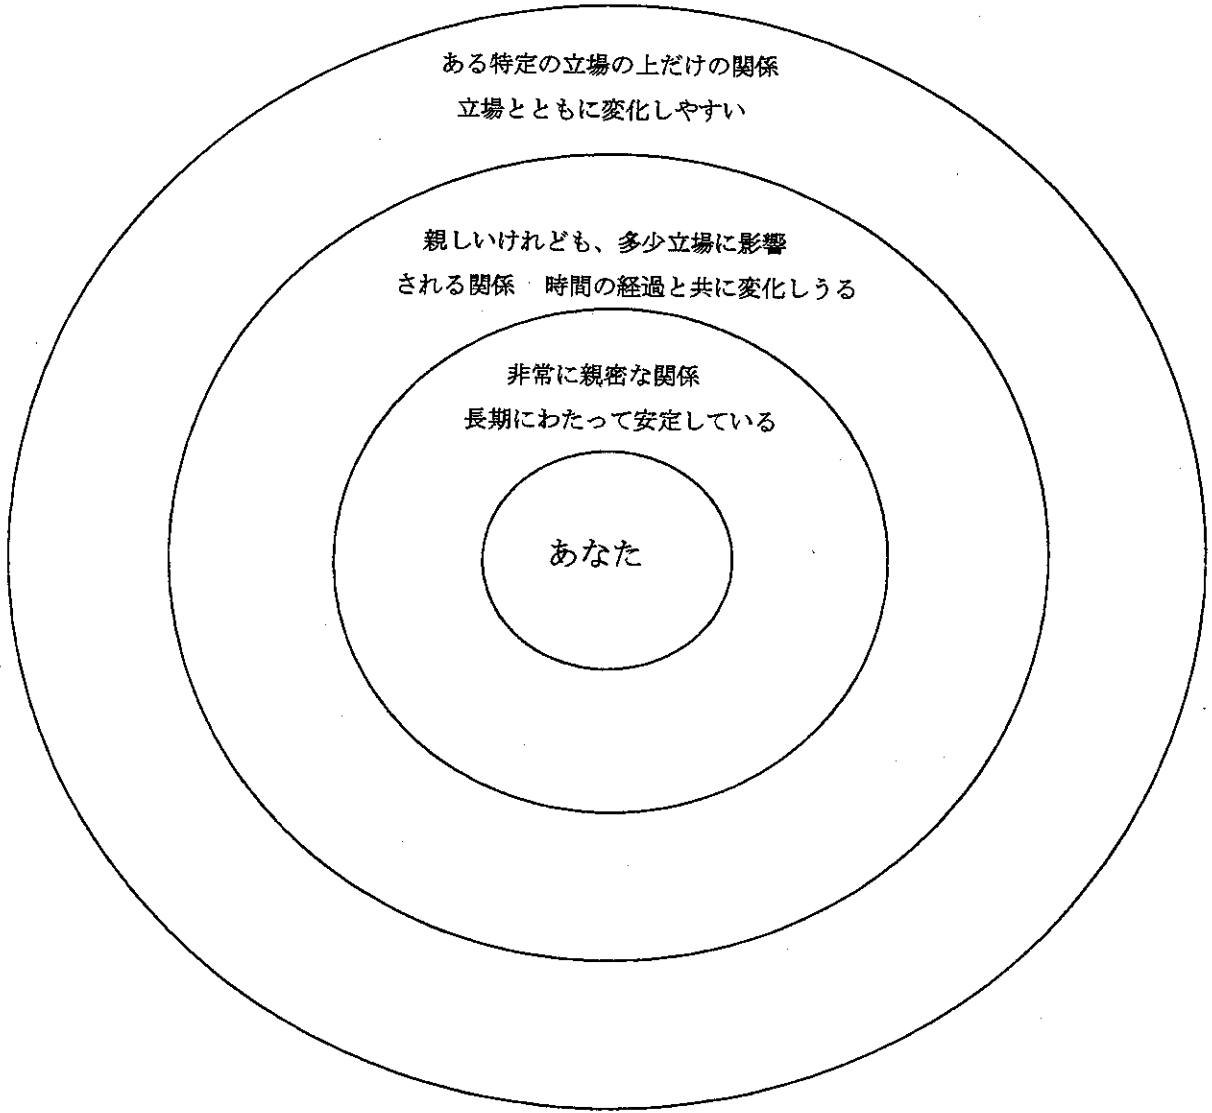 ある特定の立場の上だけの関係
立場とともに変化しやすい
親しいけれども、多少立場に影響
される関係　時間の経過と共に変化しうる
非常に親密な関係
長期にわたって安定している
あなた